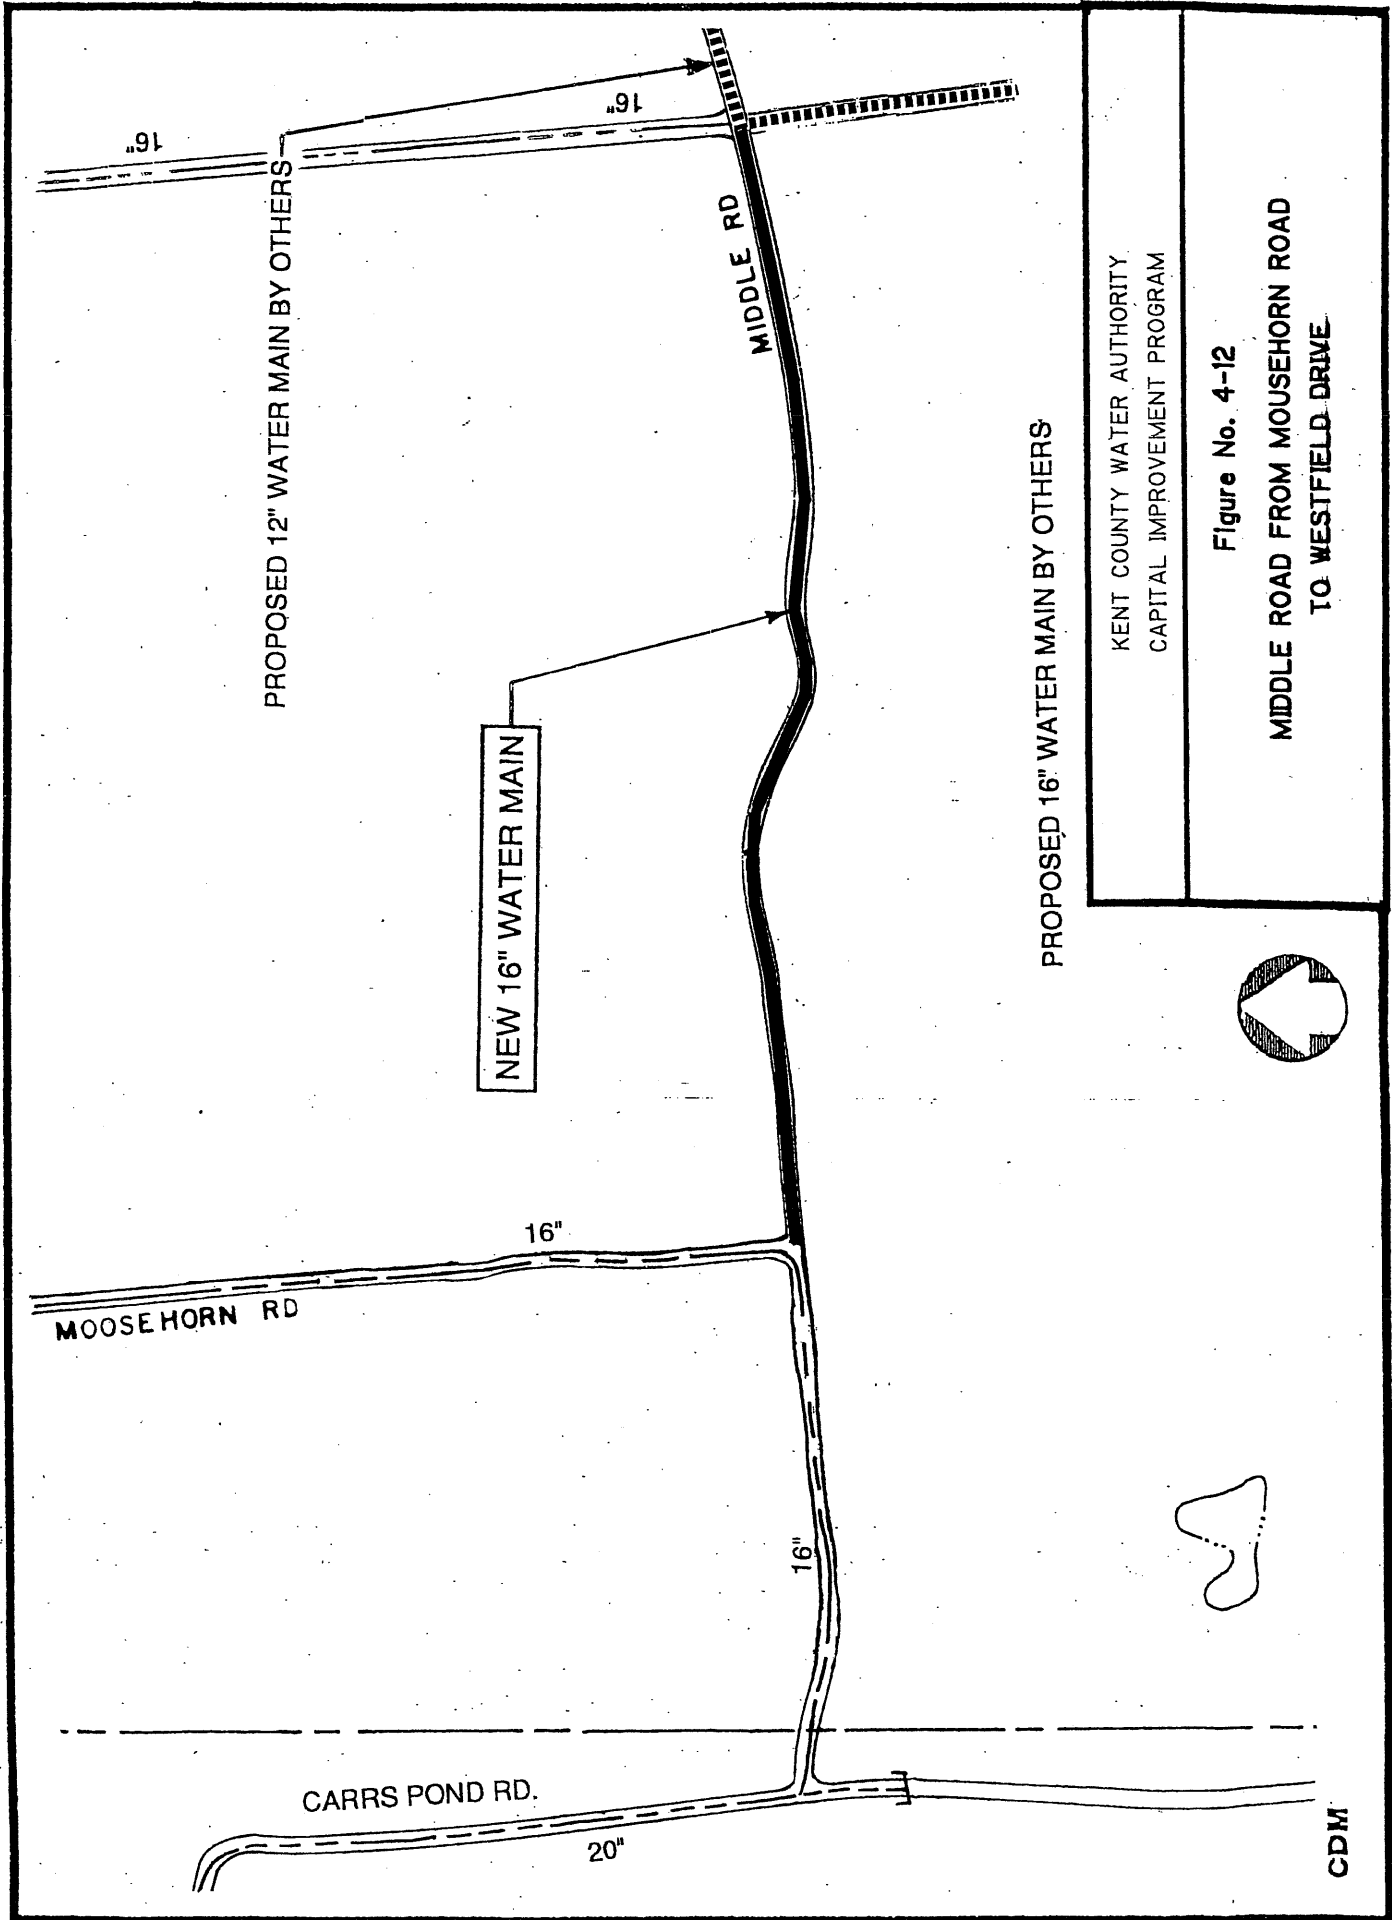 16"
16"
PROPOSED 12" WATER MAIN BY OTHERS
MIDDLE RD
NEW 16" WATER MAIN
PROPOSED 16" WATER MAIN BY OTHERS
16"
MOOSEHORN RD
16"
CARRS POND RD.
20"
KENT COUNTY WATER AUTHORITY
CAPITAL IMPROVEMENT PROGRAM
Figure No. 4-12
MIDDLE ROAD FROM MOUSEHORN ROAD
TO WESTFIELD DRIVE
CDM